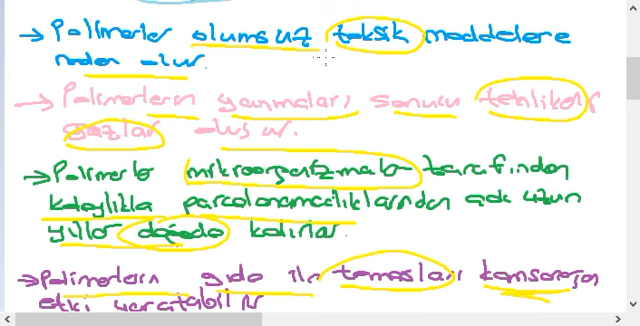 → Polimerler olumsuz toksik maddelere
neden olur.
→ Polimerlerin yanmaları sonucu tehlikeli
gazlar oluşur.
→ Polimerler mikroorganizmalar tarafından
kolaylıkla parçalanamadıklarından çok uzun
yıllar doğada kalırlar.
→ Polimerlerin gıda ile temasları kanserojen
etki yaratabilir